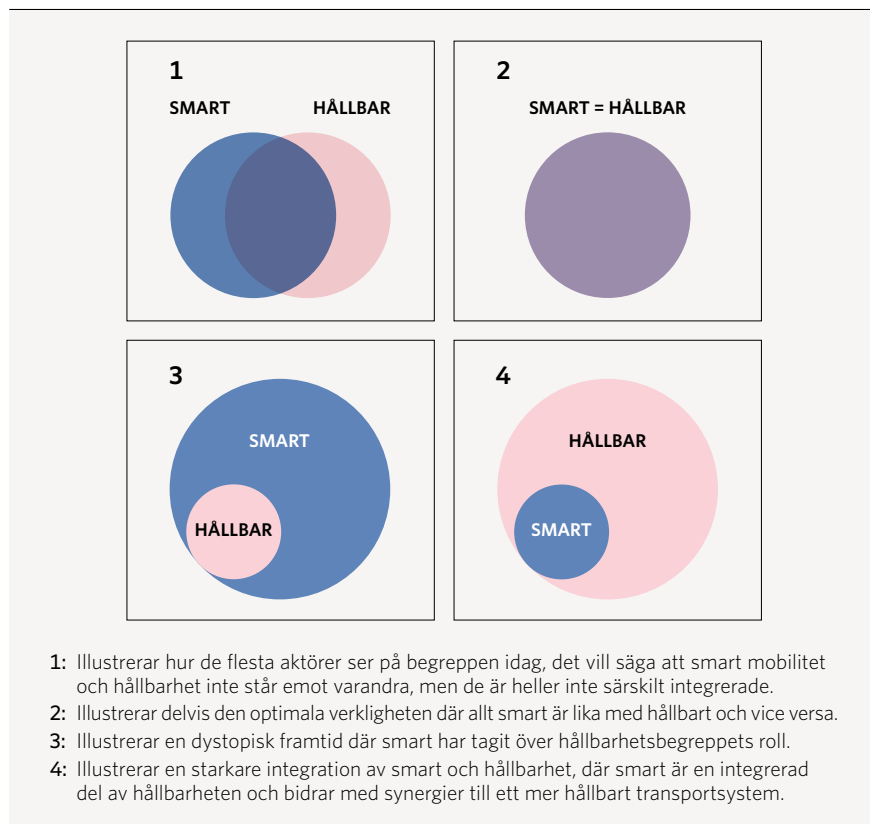 1
SMART HÅLLBAR
2
SMART = HÅLLBAR
3
SMART
HÅLLBAR
4
HÅLLBAR
SMART
1: Illustrerar hur de flesta aktörer ser på begreppen idag, det vill säga att smart mobilitet
och hållbarhet inte står emot varandra, men de är heller inte särskilt integrerade.
2: Illustrerar delvis den optimala verkligheten där allt smart är lika med hållbart och vice versa.
3: Illustrerar en dystopisk framtid där smart har tagit över hållbarhetsbegreppets roll.
4: Illustrerar en starkare integration av smart och hållbarhet, där smart är en integrerad
del av hållbarheten och bidrar med synergier till ett mer hållbart transportsystem.